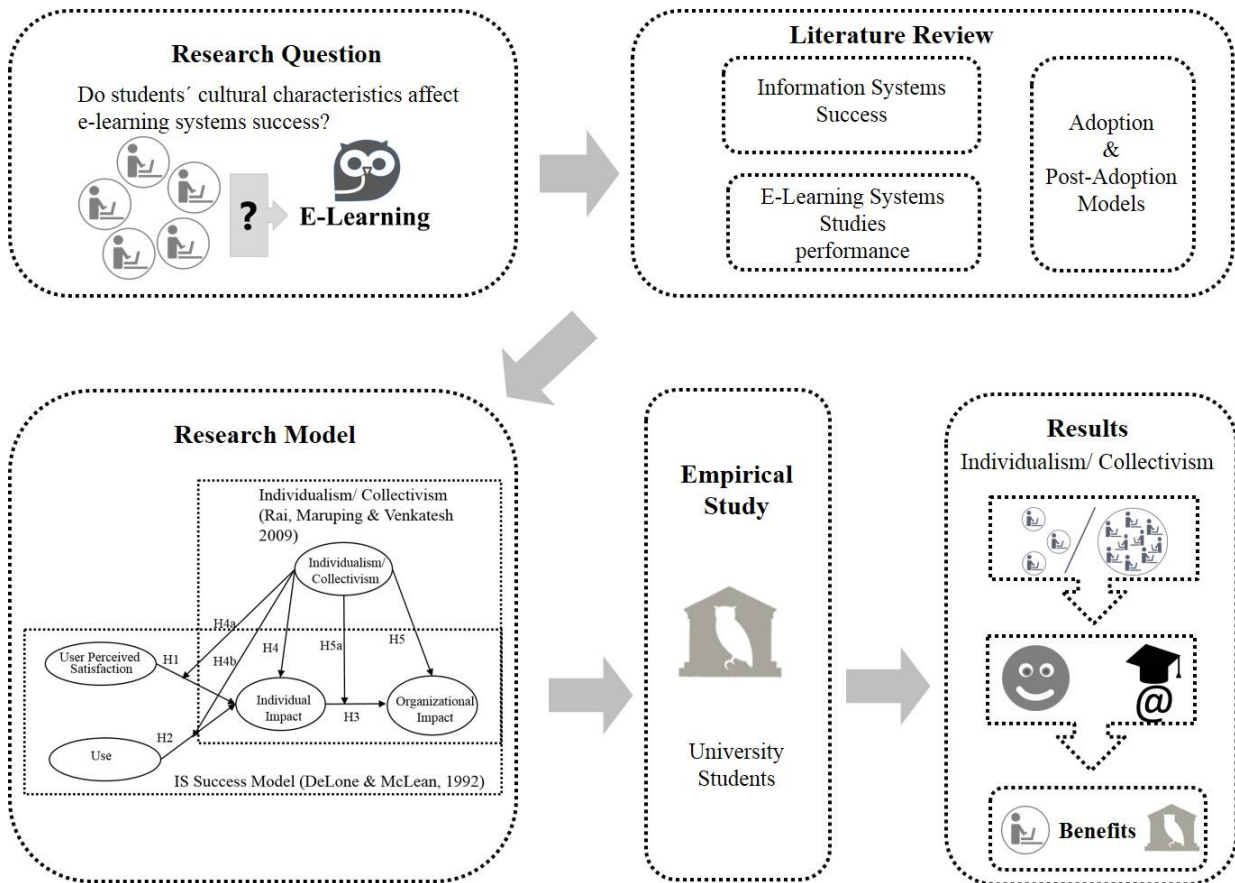 Research Question
Do students´ cultural characteristics affect
e-learning systems success?
?
E-Learning
Literature Review
Information Systems
Success
E-Learning Systems
Studies
performance
Adoption
&
Post-Adoption
Models
Research Model
Individualism/ Collectivism
(Rai, Maruping & Venkatesh
2009)
Individualism/
Collectivism
H4a
H4b
H4
H5a
H5
User Perceived
Satisfaction
H1
Individual
Impact
H3
Organizational
Impact
Use
H2
IS Success Model (DeLone & McLean, 1992)
Empirical
Study
University
Students
Results
Individualism/ Collectivism
@
Benefits